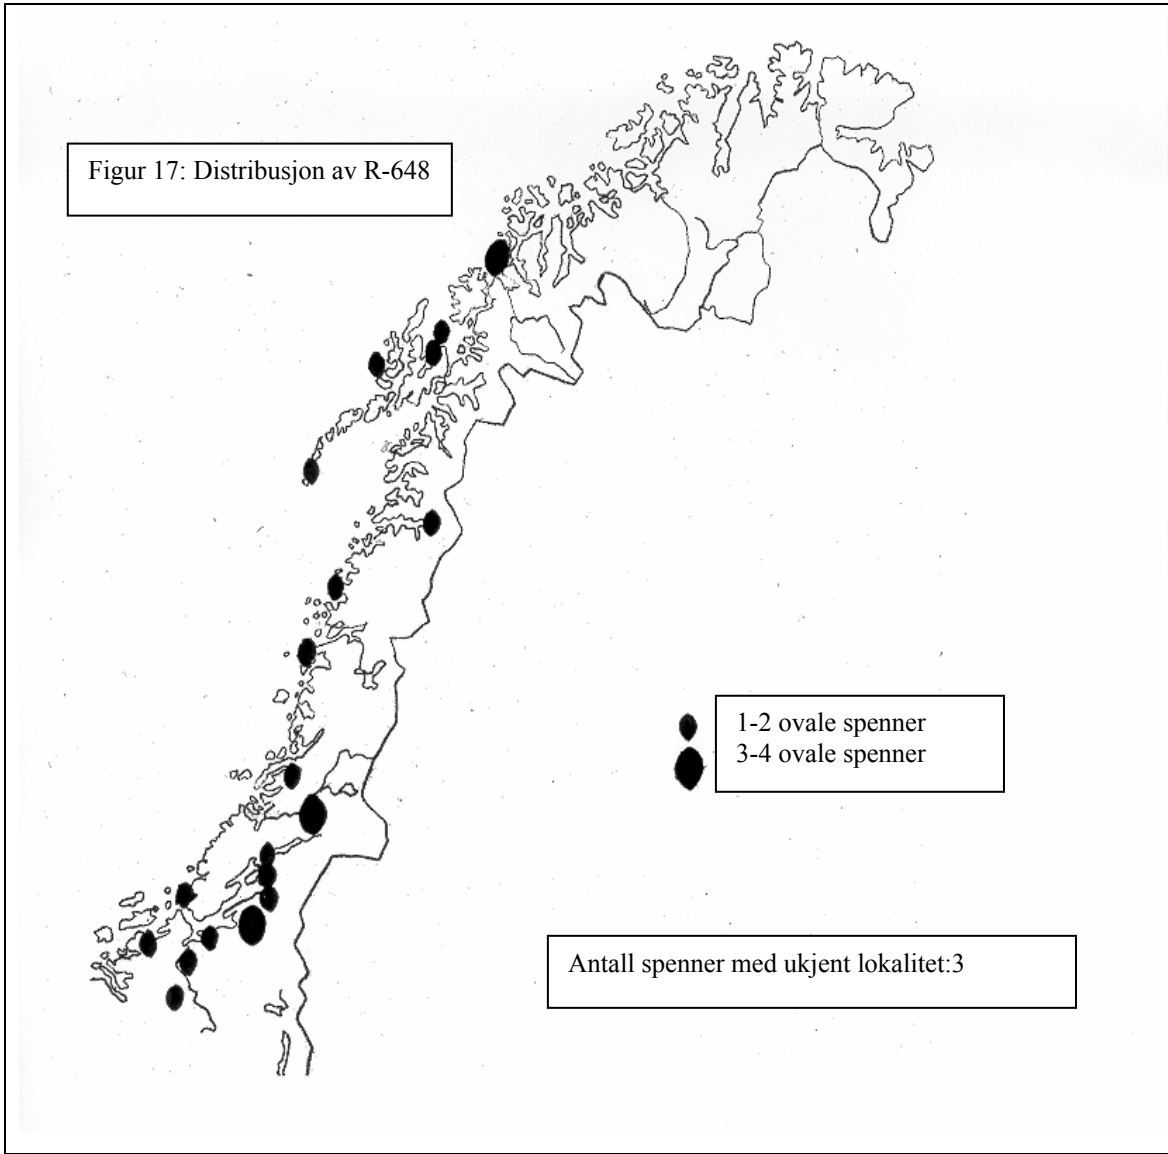 Figur 17: Distribusjon av R-648
1-2 ovale spenner
3-4 ovale spenner
Antall spenner med ukjent lokalitet:3